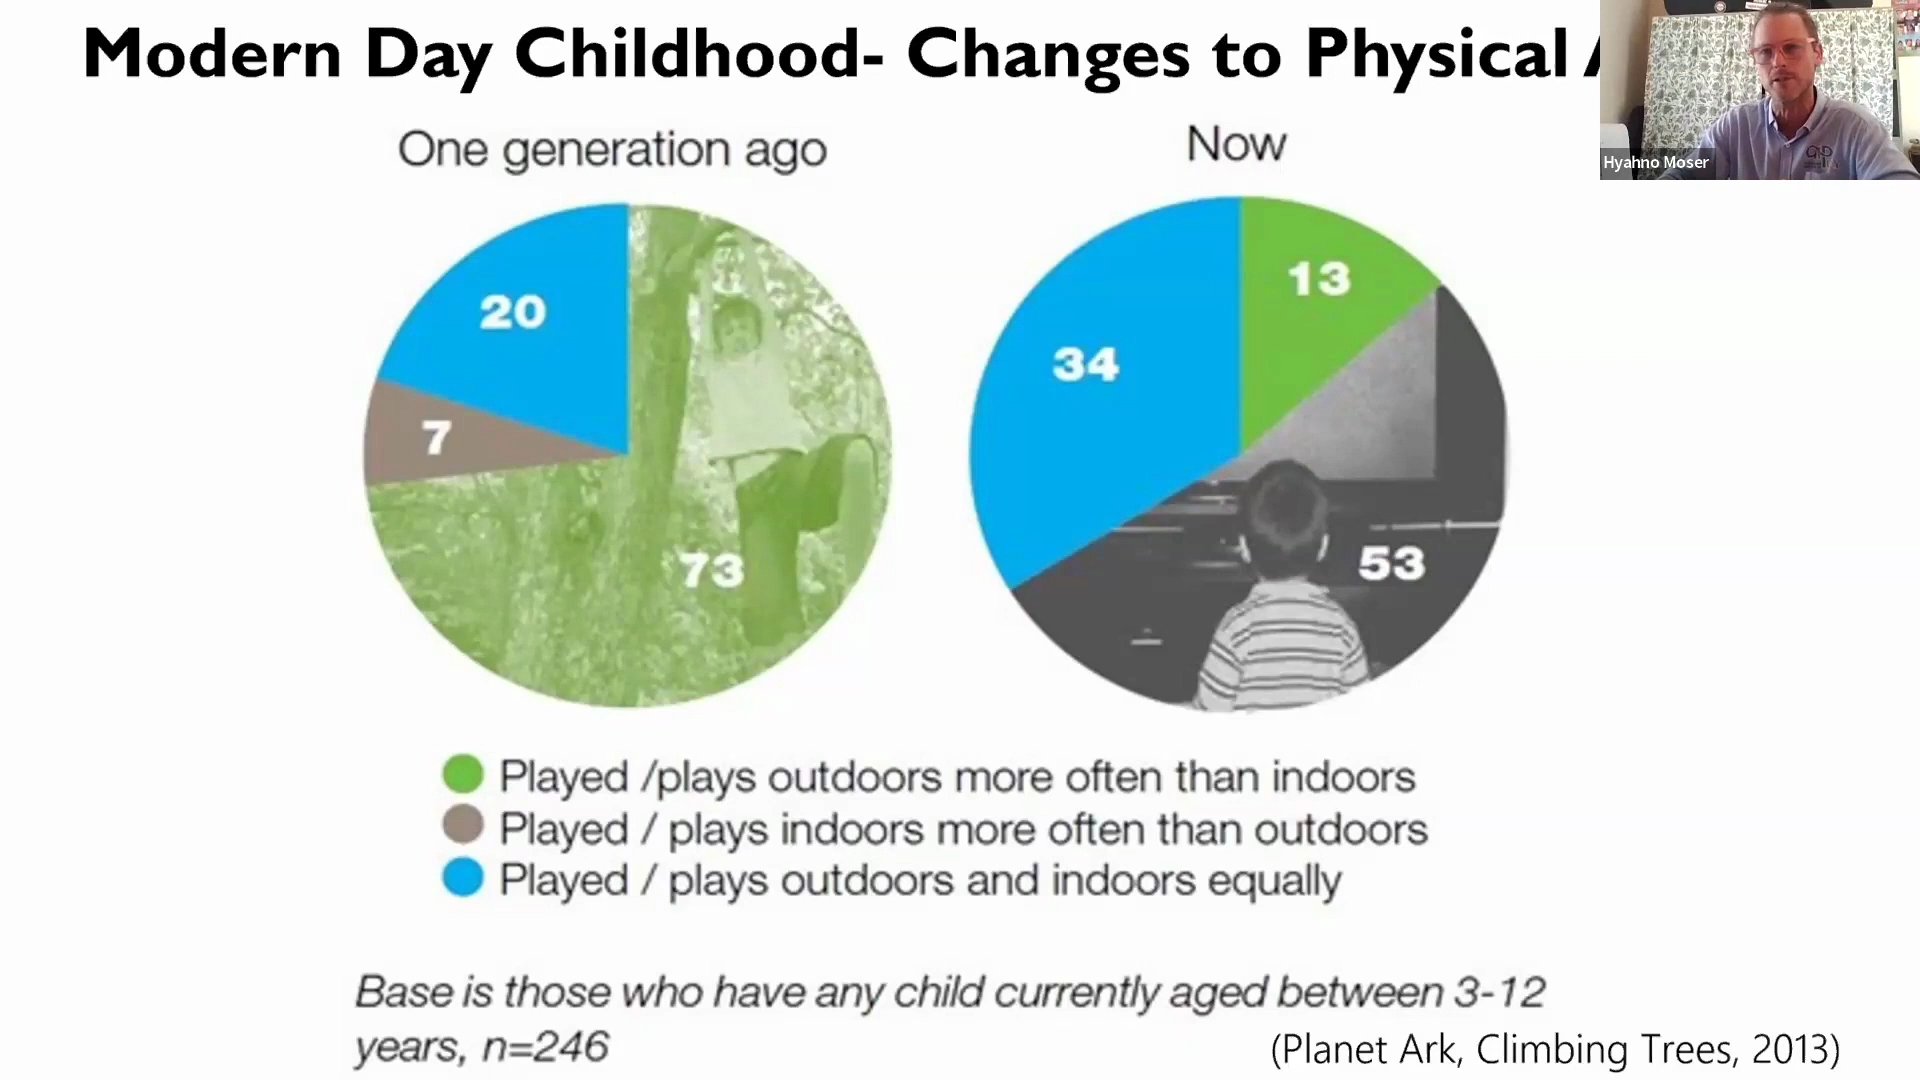 Modern Day Childhood- Changes to Physical A
Hyahno Moser
One generation ago
Now
20
7
73
13
34
53
Played /plays outdoors more often than indoors
Played / plays indoors more often than outdoors
Played / plays outdoors and indoors equally
Base is those who have any child currently aged between 3-12
years, n=246
(Planet Ark, Climbing Trees, 2013)